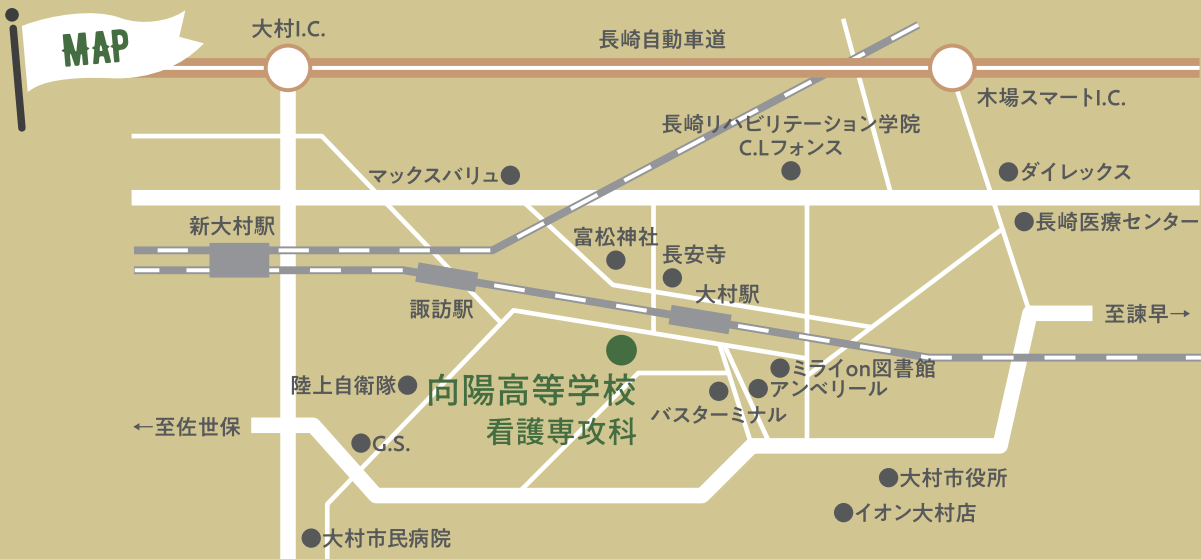 MAP
大村I.C.
長崎自動車道
木場スマートI.C.
長崎リハビリテーション学院
C.Lフォンス
マックスバリュ
ダイレックス
新大村駅
長崎医療センター
富松神社
長安寺
大村駅
諏訪駅
至諫早→
ミライon図書館
陸上自衛隊
向陽高等学校
アンベリール
バスターミナル
←至佐世保
看護専攻科
G.S.
大村市役所
イオン大村店
大村市民病院